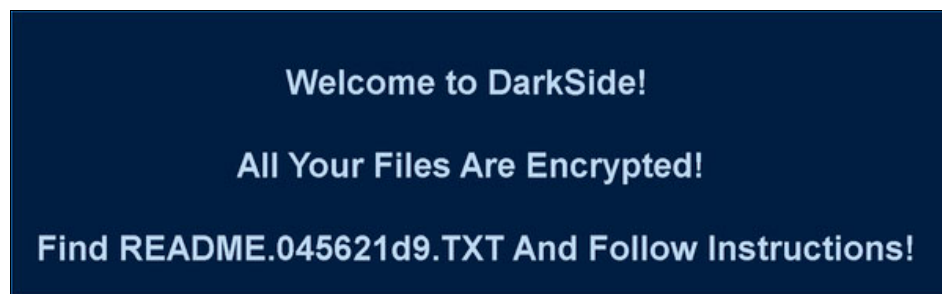 Welcome to DarkSide!
All Your Files Are Encrypted!
Find README.045621d9.TXT And Follow Instructions!